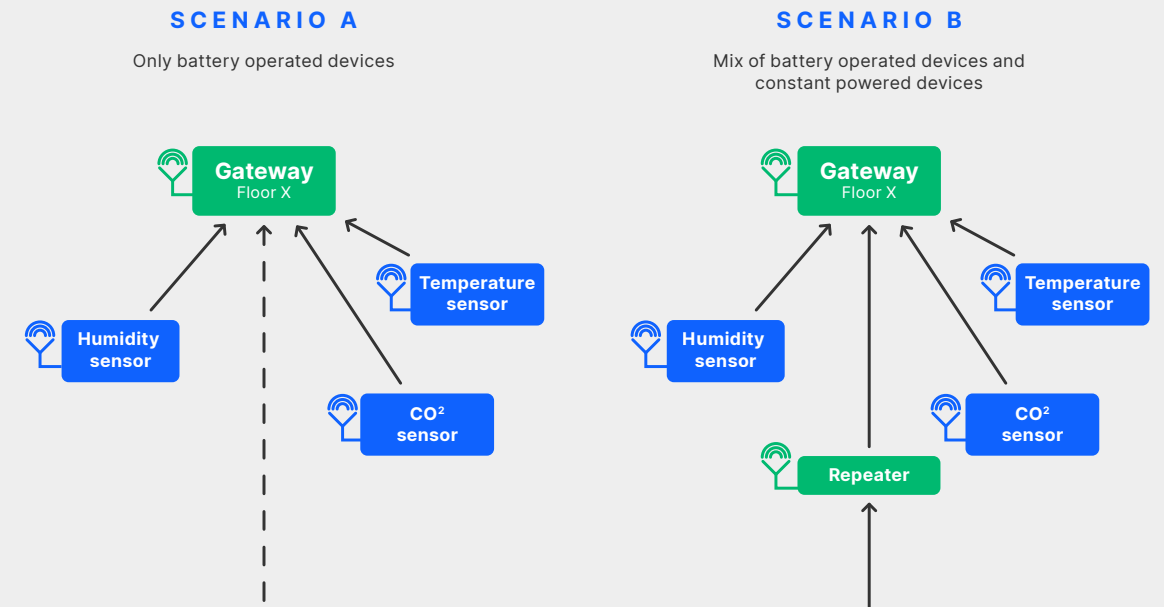 SCENARIO A
Only battery operated devices
Gateway
Floor X
Temperature
sensor
Humidity
sensor
CO²
sensor
SCENARIO B
Mix of battery operated devices and
constant powered devices
Gateway
Floor X
Temperature
sensor
Humidity
sensor
CO²
sensor
Repeater